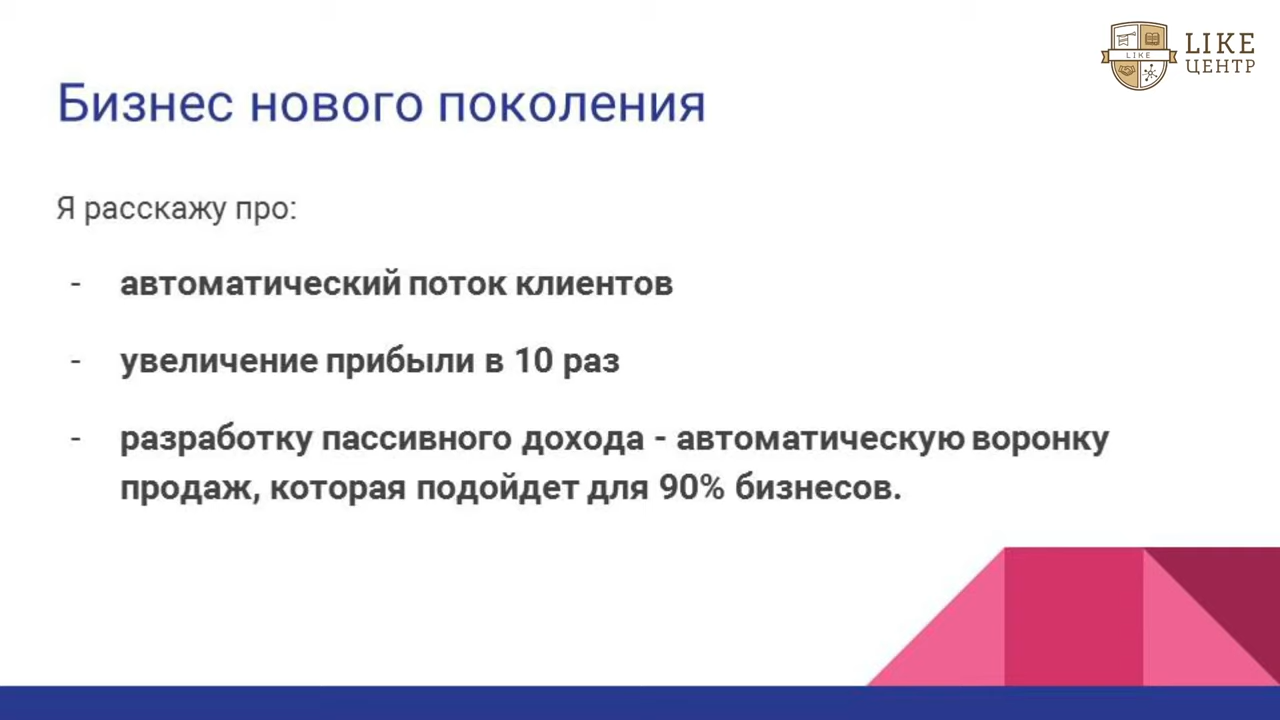 LIKE
LIKE
ЦЕНТР
Бизнес нового поколения
Я расскажу про:
- автоматический поток клиентов
- увеличение прибыли в 10 раз
- разработку пассивного дохода - автоматическую воронку
продаж, которая подойдет для 90% бизнесов.